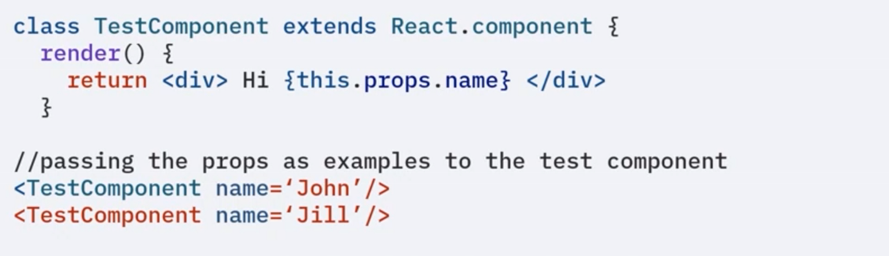 class TestComponent extends React.component {
render() {
return <div> Hi {this.props.name} </div>
}
//passing the props as examples to the test component
<TestComponent name=‘John’/>
<TestComponent name=‘Jill’/>